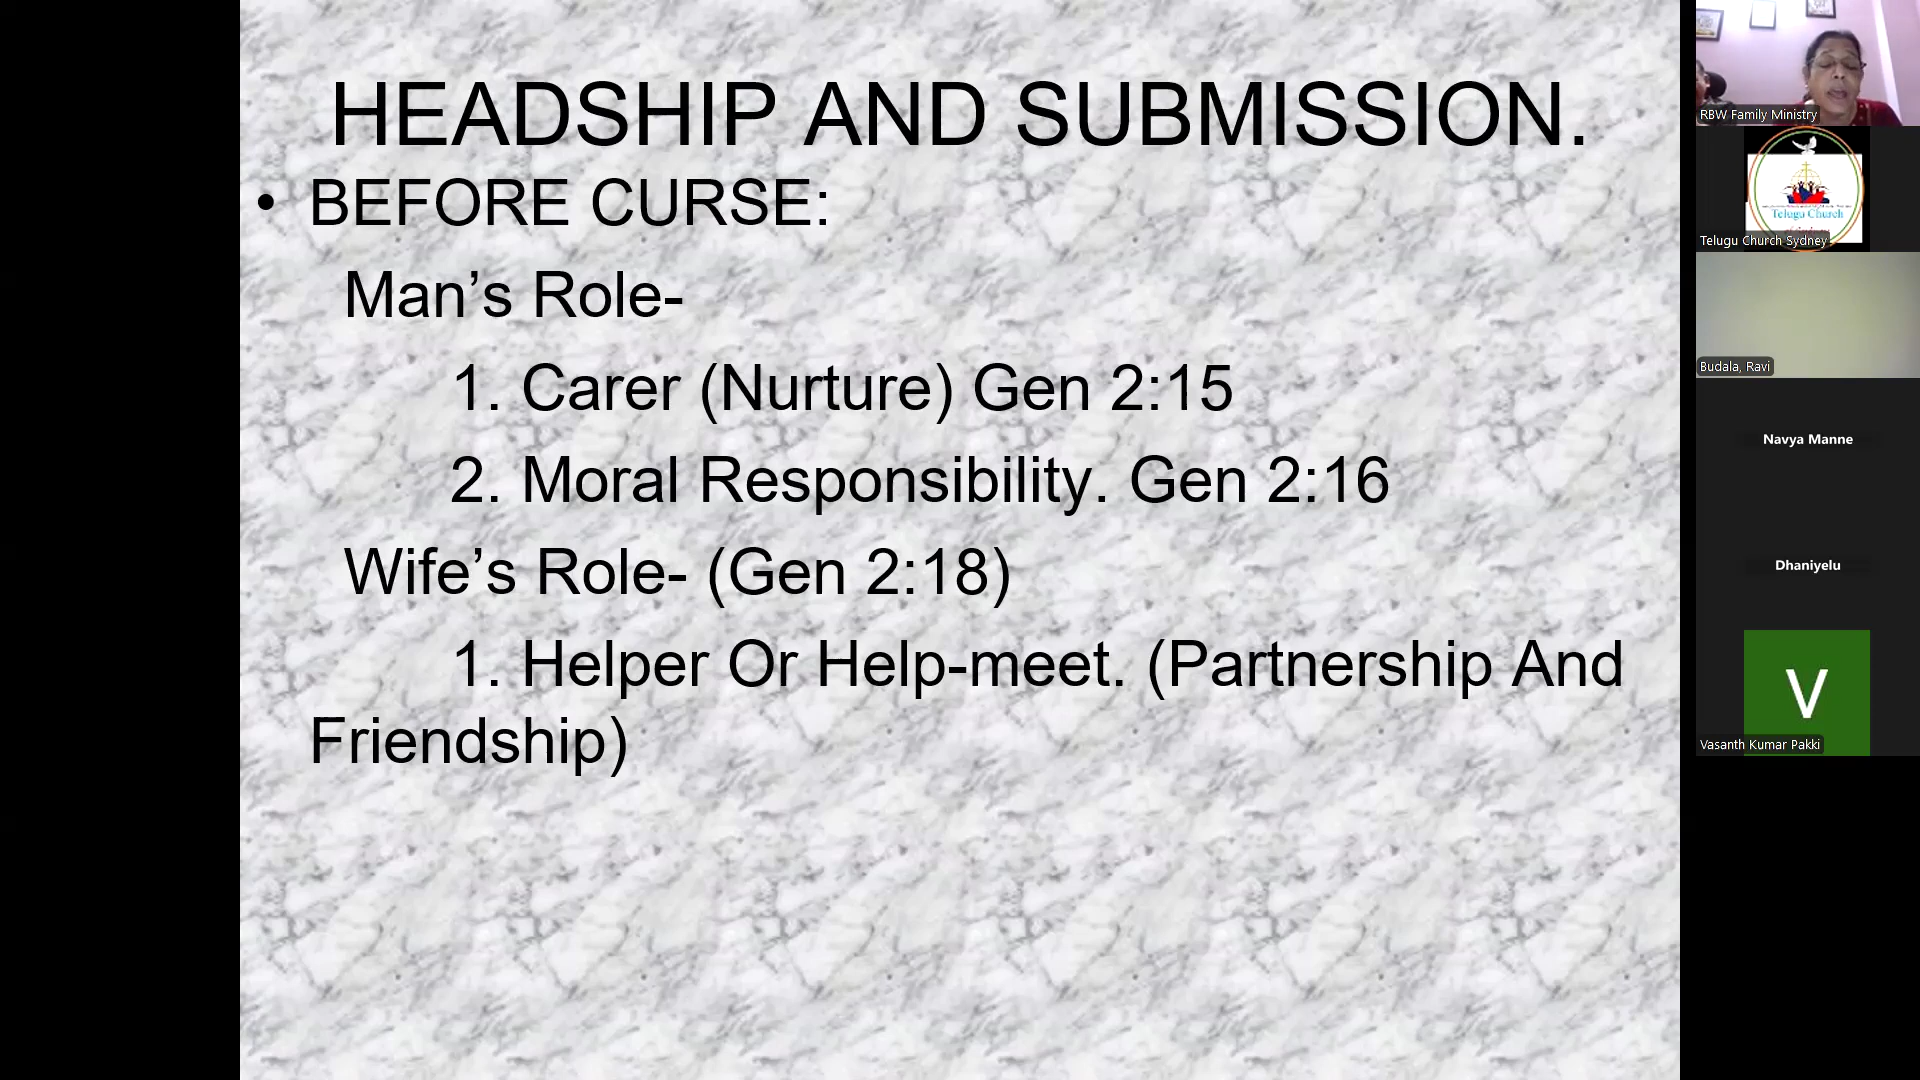 HEADSHIP AND SUBMISSION.
• BEFORE CURSE:
Man’s Role-
1. Carer (Nurture) Gen 2:15
2. Moral Responsibility. Gen 2:16
Wife’s Role- (Gen 2:18)
1. Helper Or Help-meet. (Partnership And
Friendship)
RBW Family Ministry
Telugu Church
Telugu Church Sydney
Budala, Ravi
Navya Manne
Dhaniyelu
V
Vasanth Kumar Pakki